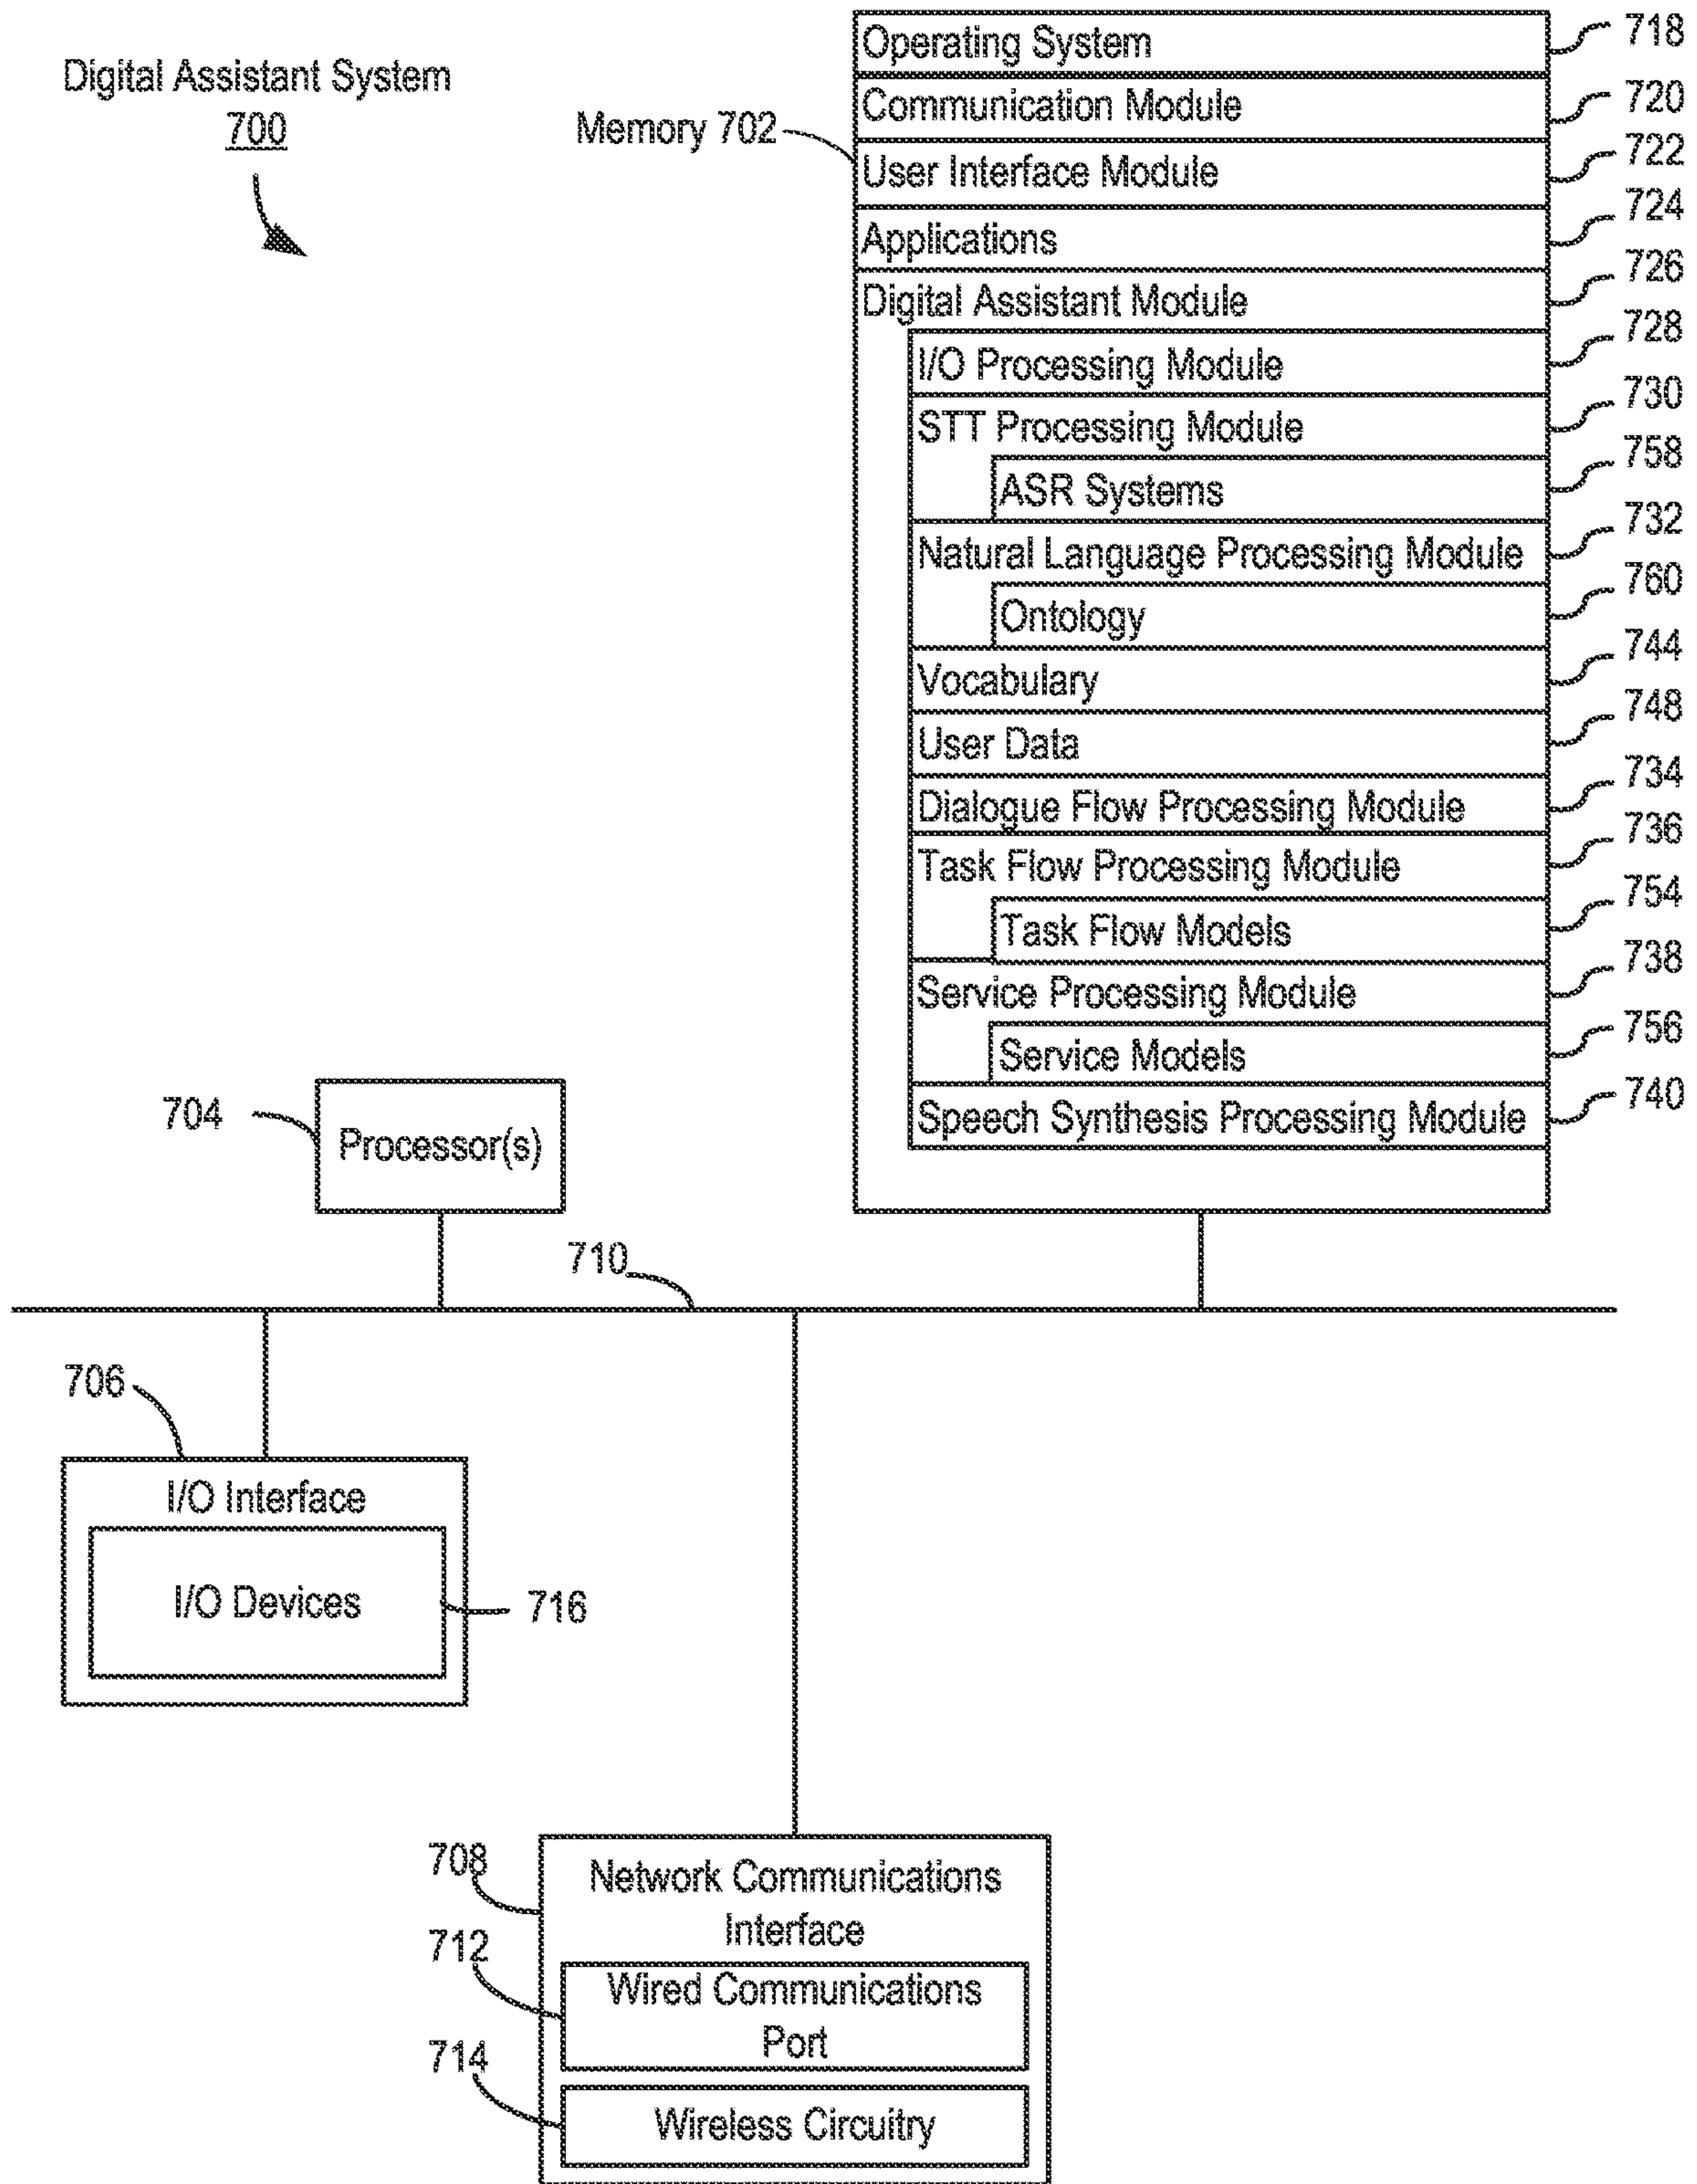 Digital Assistant System
700
Memory 702
Operating System
718
Communication Module
720
User Interface Module
722
Applications
724
Digital Assistant Module
726
I/O Processing Module
728
STT Processing Module
730
ASR Systems
758
Natural Language Processing Module
732
Ontology
760
Vocabulary
744
User Data
748
Dialogue Flow Processing Module
734
Task Flow Processing Module
736
Task Flow Models
754
Service Processing Module
738
Service Models
756
Speech Synthesis Processing Module
740
704
Processor(s)
710
706
I/O Interface
I/O Devices
716
708
Network Communications
Interface
712
Wired Communications
Port
714
Wireless Circuitry